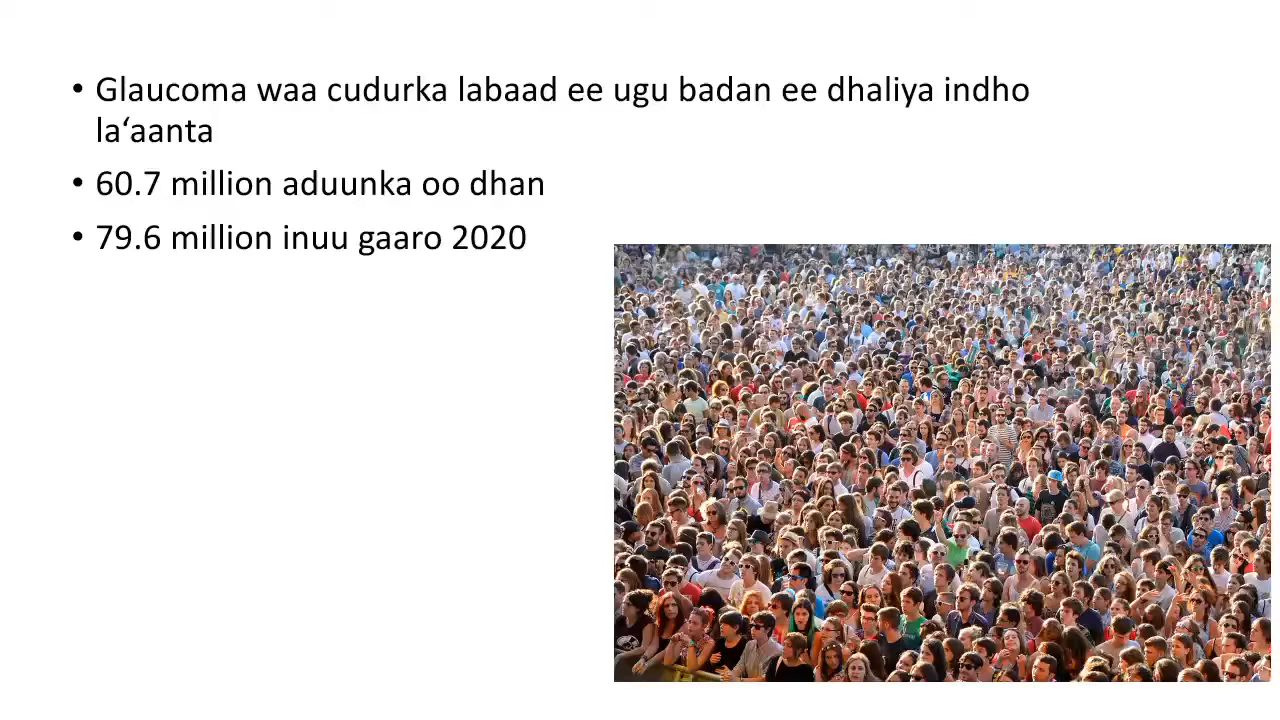 • Glaucoma waa cudurka labaad ee ugu badan ee dhaliya indho
la‘aanta
• 60.7 million aduunka oo dhan
• 79.6 million inuu gaaro 2020